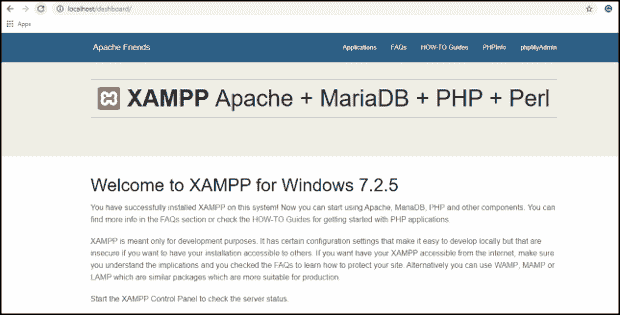 localhost/dashboard/
Apps
Apache Friends Applications FAQs HOW-TO Guides PHPInfo phpMyAdmin
XAMPP Apache + MariaDB + PHP + Perl
Welcome to XAMPP for Windows 7.2.5
You have successfully installed XAMPP on this system! Now you can start using Apache, MariaDB, PHP and other components. You can
find more info in the FAQs section or check the HOW-TO Guides for getting started with PHP applications.
XAMPP is meant only for development purposes. It has certain configuration settings that make it easy to develop locally but that are
insecure if you want to have your installation accessible to others. If you want have your XAMPP accessible from the internet, make sure
you understand the implications and you checked the FAQs to learn how to protect your site. Alternatively you can use WAMP, MAMP or
LAMP which are similar packages which are more suitable for production.
Start the XAMPP Control Panel to check the server status.